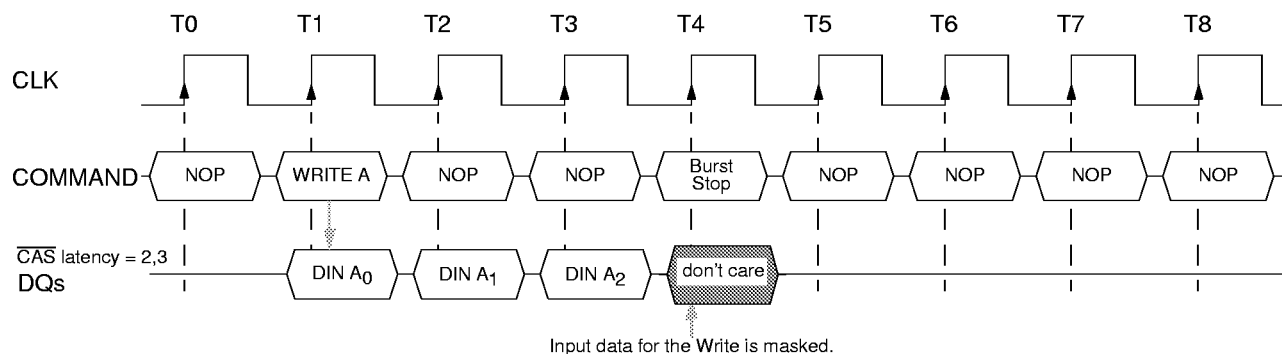 T0 T1 T2 T3 T4 T5 T6 T7 T8
CLK
COMMAND NOP WRITE A NOP NOP Burst Stop NOP NOP NOP NOP
CAS latency = 2,3
DQs DIN A0 DIN A1 DIN A2 don't care
Input data for the Write is masked.